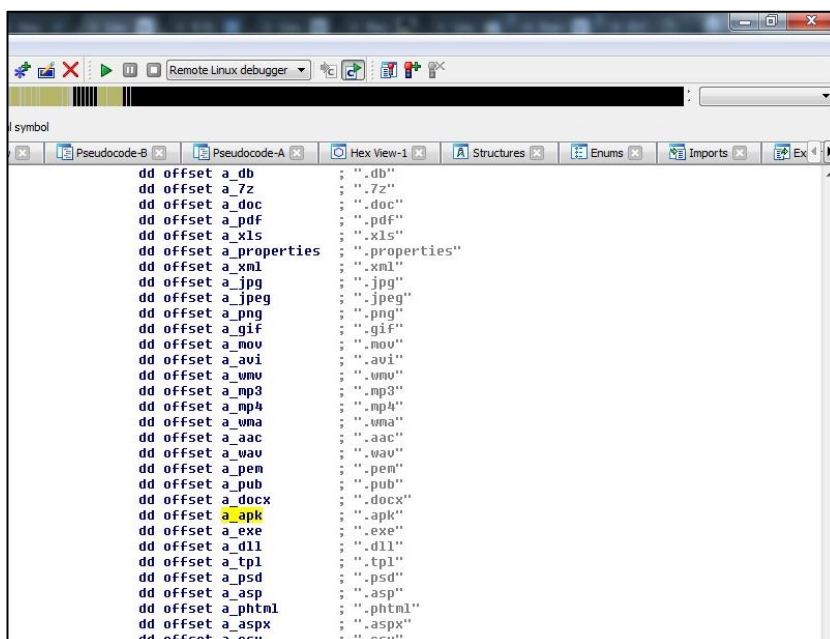 Remote Linux debugger
l symbol
Pseudocode-B Pseudocode-A Hex View-1 Structures Enums Imports Ex
dd offset a_db ; ".db"
dd offset a_7z ; ".7z"
dd offset a_doc ; ".doc"
dd offset a_pdf ; ".pdf"
dd offset a_xls ; ".xls"
dd offset a_properties ; ".properties"
dd offset a_xml ; ".xml"
dd offset a_jpg ; ".jpg"
dd offset a_jpeg ; ".jpeg"
dd offset a_png ; ".png"
dd offset a_gif ; ".gif"
dd offset a_mov ; ".mov"
dd offset a_avi ; ".avi"
dd offset a_wmv ; ".wmv"
dd offset a_mp3 ; ".mp3"
dd offset a_mp4 ; ".mp4"
dd offset a_wma ; ".wma"
dd offset a_aac ; ".aac"
dd offset a_wav ; ".wav"
dd offset a_pem ; ".pem"
dd offset a_pub ; ".pub"
dd offset a_docx ; ".docx"
dd offset a_apk ; ".apk"
dd offset a_exe ; ".exe"
dd offset a_dll ; ".dll"
dd offset a_tpl ; ".tpl"
dd offset a_psd ; ".psd"
dd offset a_asp ; ".asp"
dd offset a_phtml ; ".phtml"
dd offset a_aspx ; ".aspx"
dd offset